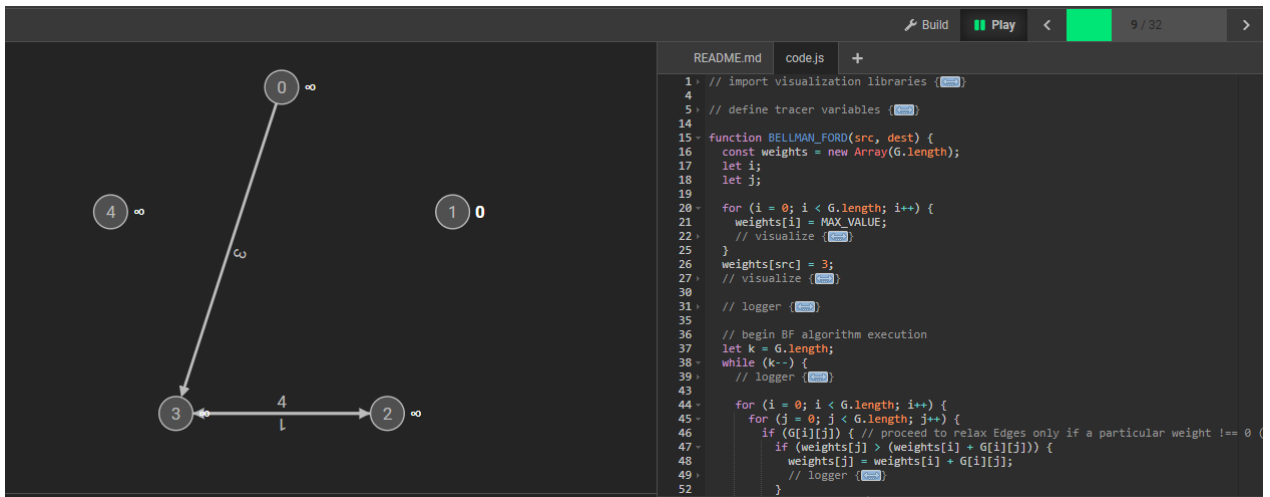 Build Play 9 / 32
README.md code.js +
0 ∞
4 ∞
1 0
3
3 ∞
4
1
2 ∞
1 // import visualization libraries {
4
5 // define tracer variables { }
14
15 function BELLMAN_FORD(src, dest) {
16 const weights = new Array(G.length);
17 let i;
18 let j;
19
20 for (i = 0; i < G.length; i++) {
21 weights[i] = MAX_VALUE;
22 // visualize { }
25 }
26 weights[src] = 3;
27 // visualize { }
30
31 // logger { }
35
36 // begin BF algorithm execution
37 let k = G.length;
38 while (k--) {
39 // logger { }
43
44 for (i = 0; i < G.length; i++) {
45 for (j = 0; j < G.length; j++) {
46 if (G[i][j]) { // proceed to relax Edges only if a particular weight !== 0 (
47 if (weights[j] > (weights[i] + G[i][j])) {
48 weights[j] = weights[i] + G[i][j];
49 // logger { }
52 }